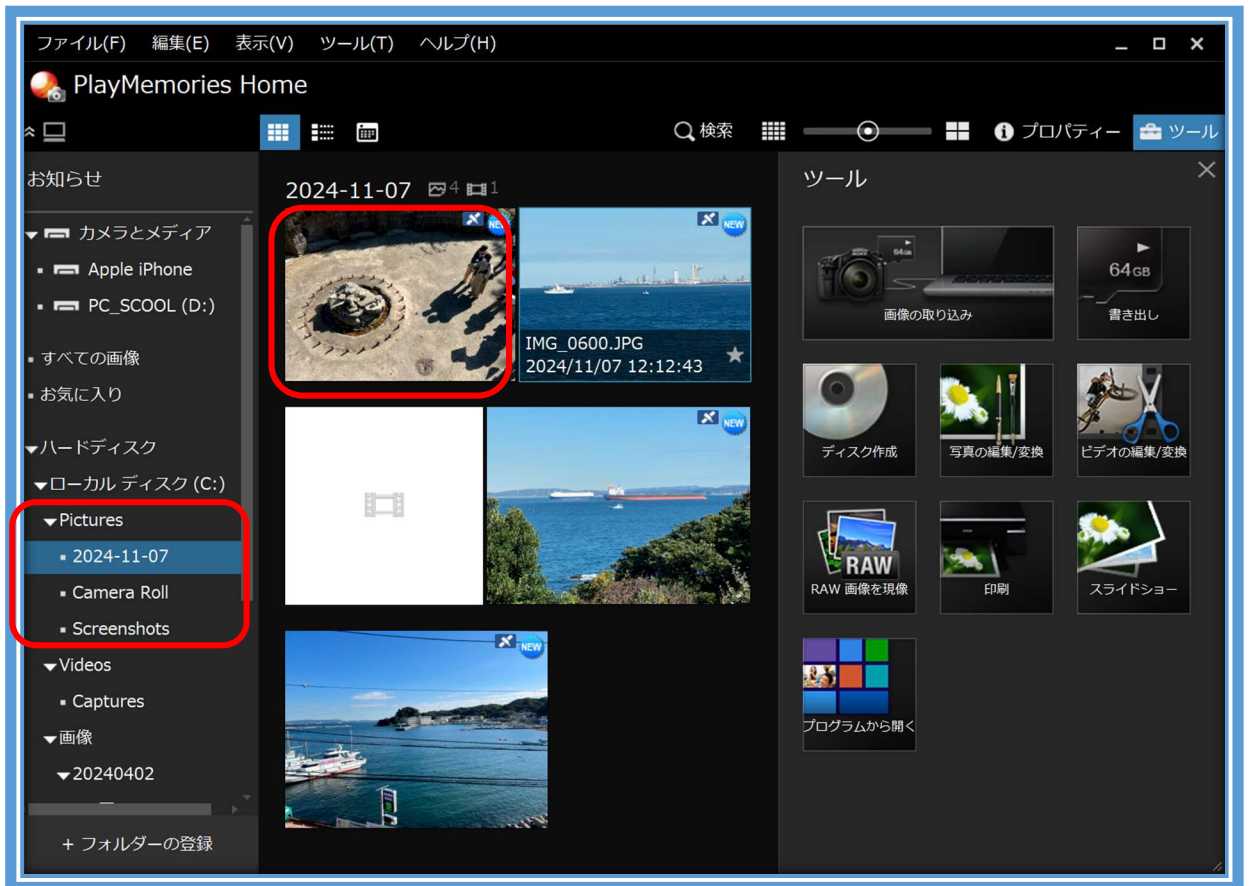 ファイル(F) 編集(E) 表示(V) ツール(T) ヘルプ(H)
PlayMemories Home
検索 プロパティー ツール
お知らせ
カメラとメディア
Apple iPhone
PC_SCOOL (D:)
すべての画像
お気に入り
ハードディスク
ローカル ディスク (C:)
Pictures
2024-11-07
Camera Roll
Screenshots
Videos
Captures
画像
20240402
+ フォルダーの登録
2024-11-07 4 1
NEW
NEW
IMG_0600.JPG
2024/11/07 12:12:43
NEW
NEW
ツール
SONY
64GB
画像の取り込み
64GB
書き出し
ディスク作成
写真の編集/変換
ビデオの編集/変換
RAW
RAW 画像を現像
印刷
スライドショー
プログラムから開く